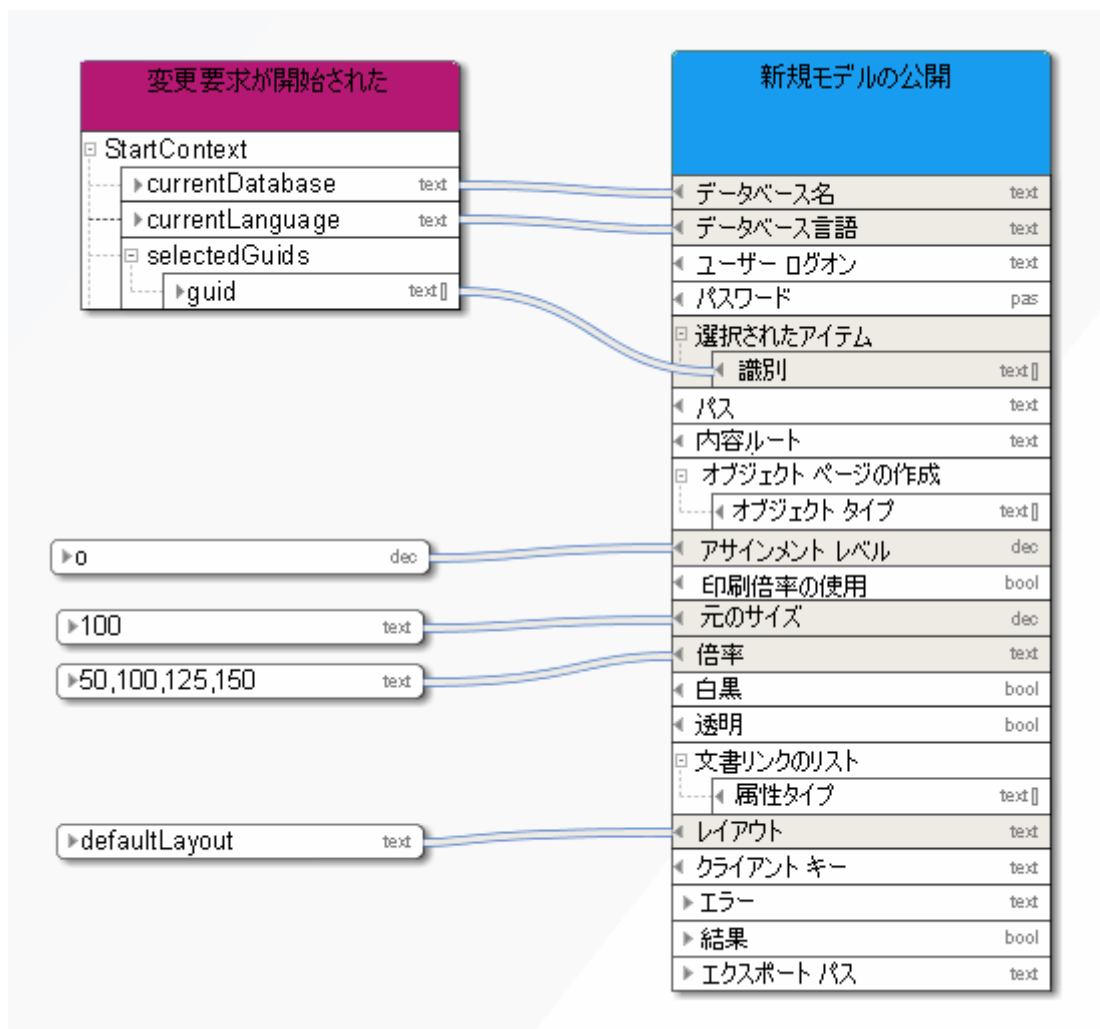 変更要求が開始された
StartContext
currentDatabase text
currentLanguage text
selectedGuids
guid text[]
o dec
100 text
50,100,125,150 text
defaultLayout text
新規モデルの公開
データベース名 text
データベース言語 text
ユーザー ログオン text
パスワード pas
選択されたアイテム
識別 text[]
パス text
内容ルート text
オブジェクト ページの作成
オブジェクト タイプ text[]
アサインメント レベル dec
印刷倍率の使用 bool
元のサイズ dec
倍率 text
白黒 bool
透明 bool
文書リンクのリスト
属性タイプ text[]
レイアウト text
クライアント キー text
エラー text
結果 bool
エクスポート パス text